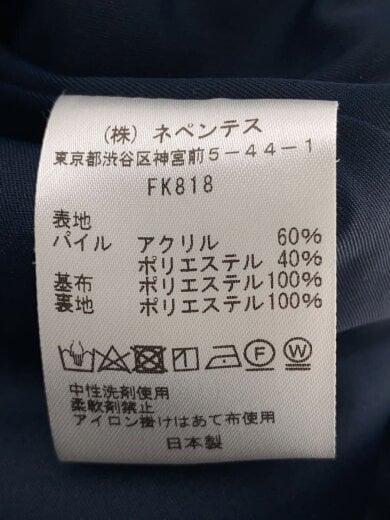 (株) ネペンテス
東京都渋谷区神宮前5-44-1
FK818
表地
パイル アクリル 60%
ポリエステル 40%
基布 ポリエステル100%
裏地 ポリエステル100%
F W
中性洗剤使用
柔軟剤禁止
アイロン掛けはあて布使用
日本製